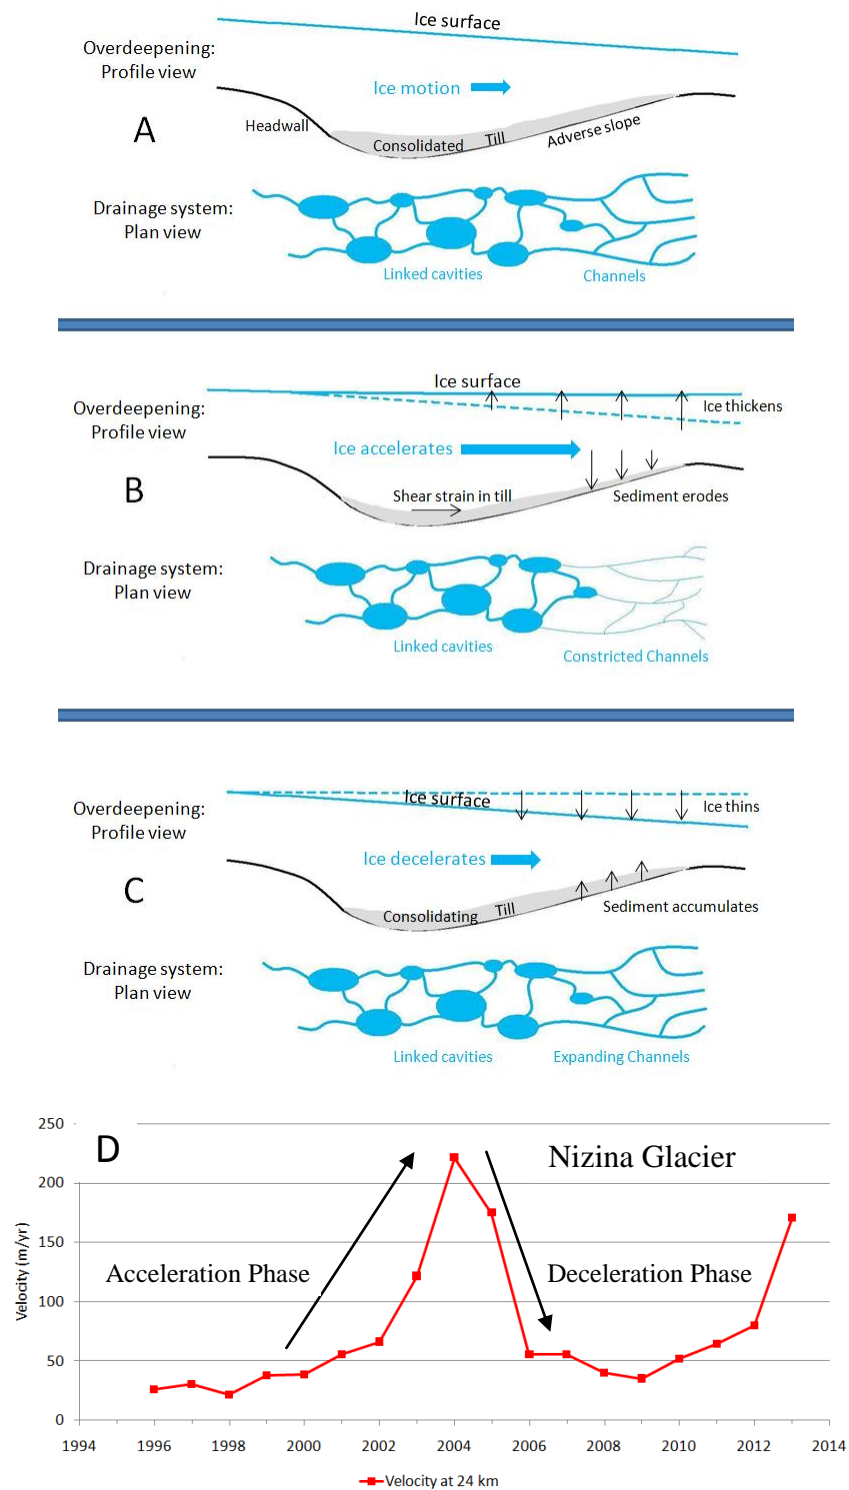 Ice surface
Overdeepening:
Profile view
Ice motion
A
Headwall
Consolidated
Till
Adverse slope
Drainage system:
Plan view
Linked cavities
Channels
Ice surface
Overdeepening:
Profile view
Ice thickens
Ice accelerates
B
Shear strain in till
Sediment erodes
Drainage system:
Plan view
Linked cavities
Constricted Channels
Ice surface
Overdeepening:
Profile view
Ice thins
Ice decelerates
C
Consolidating
Till
Sediment accumulates
Drainage system:
Plan view
Linked cavities
Expanding Channels
250
D
Nizina Glacier
200
Velocity (m/yr)
150
Acceleration Phase
Deceleration Phase
100
50
0
1994 1996 1998 2000 2002 2004 2006 2008 2010 2012 2014
Velocity at 24 km